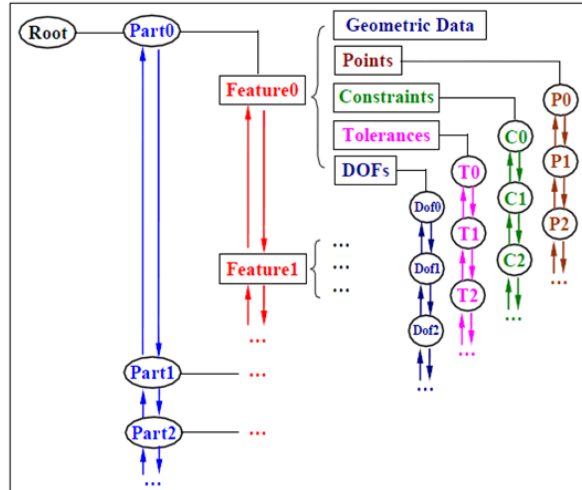 Root
Part0
Geometric Data
Points
Feature0
Constraints
P0
Tolerances
C0
DOFs
T0
P1
Dof0
C1
P2
T1
Feature1
...
...
...
Dof1
C2
...
T2
...
Dof2
...
...
Part1
...
...
Part2
...
...